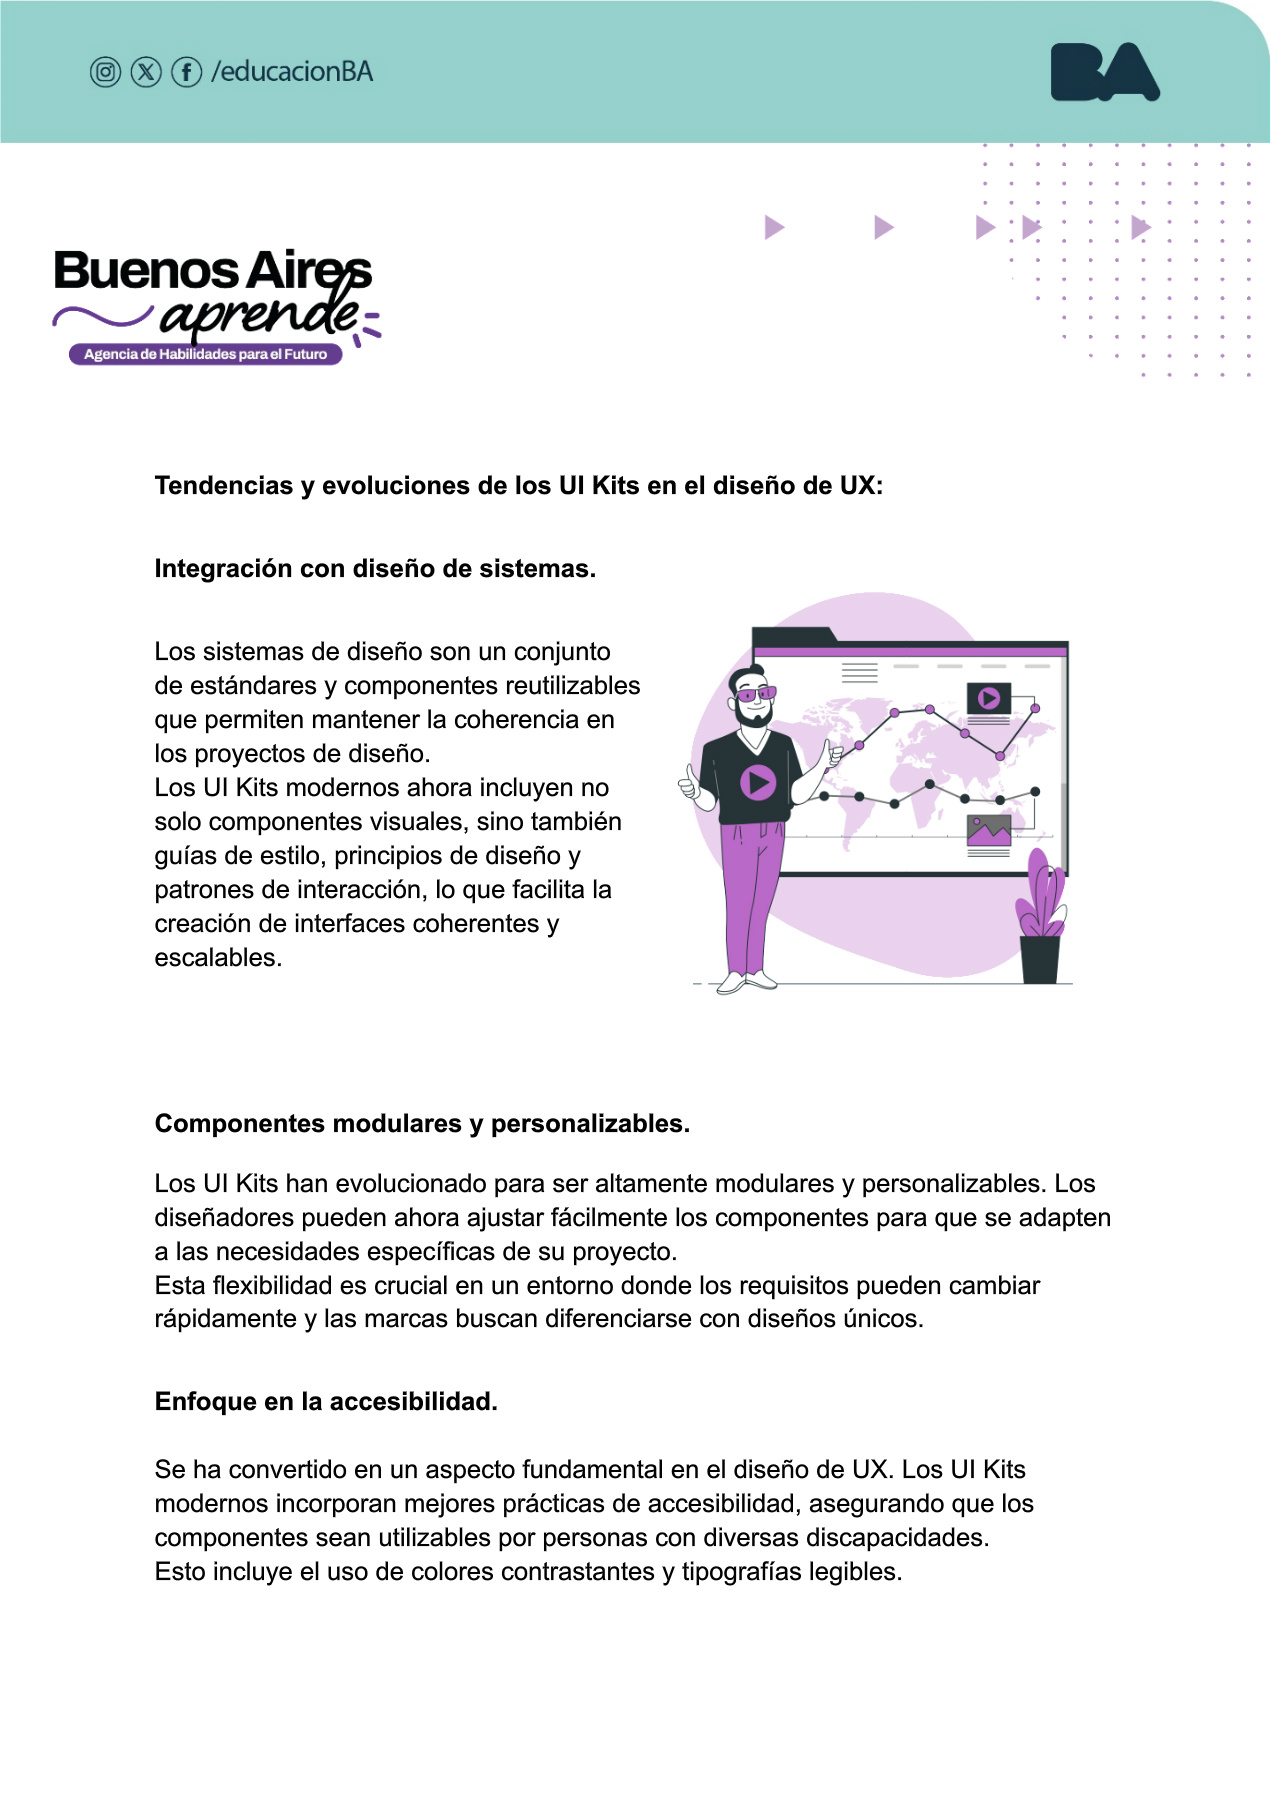 /educacionBA
BA
Buenos Aires
aprende
Agencia de Habilidades para el Futuro
Tendencias y evoluciones de los UI Kits en el diseño de UX:
Integración con diseño de sistemas.
Los sistemas de diseño son un conjunto
de estándares y componentes reutilizables
que permiten mantener la coherencia en
los proyectos de diseño.
Los UI Kits modernos ahora incluyen no
solo componentes visuales, sino también
guías de estilo, principios de diseño y
patrones de interacción, lo que facilita la
creación de interfaces coherentes y
escalables.
Componentes modulares y personalizables.
Los UI Kits han evolucionado para ser altamente modulares y personalizables. Los
diseñadores pueden ahora ajustar fácilmente los componentes para que se adapten
a las necesidades específicas de su proyecto.
Esta flexibilidad es crucial en un entorno donde los requisitos pueden cambiar
rápidamente y las marcas buscan diferenciarse con diseños únicos.
Enfoque en la accesibilidad.
Se ha convertido en un aspecto fundamental en el diseño de UX. Los UI Kits
modernos incorporan mejores prácticas de accesibilidad, asegurando que los
componentes sean utilizables por personas con diversas discapacidades.
Esto incluye el uso de colores contrastantes y tipografías legibles.